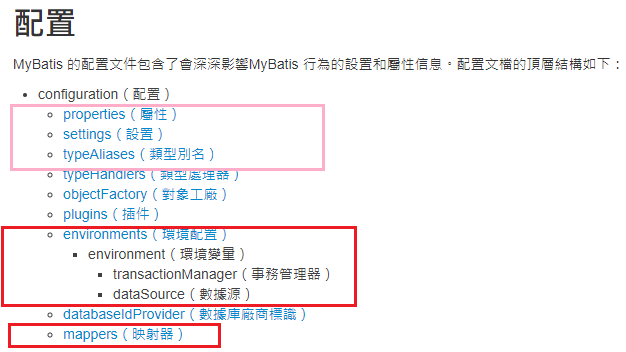 配置
MyBatis 的配置文件包含了會深深影響MyBatis 行為的設置和屬性信息。配置文檔的頂層結構如下：
configuration（配置）
properties（屬性）
settings（設置）
typeAliases（類型別名）
typeHandlers（類型處理器）
objectFactory（對象工廠）
plugins（插件）
environments（環境配置）
environment（環境變量）
transactionManager（事務管理器）
dataSource（數據源）
databaseIdProvider（數據庫廠商標識）
mappers（映射器）